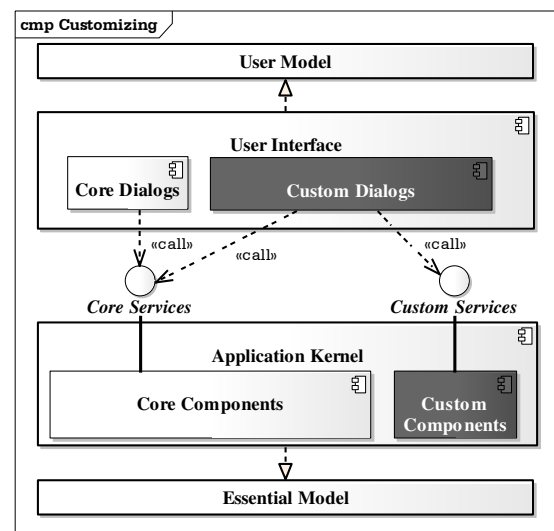 cmp Customizing
User Model
User Interface
Core Dialogs
Custom Dialogs
«call»
«call»
«call»
Core Services
Custom Services
Application Kernel
Core Components
Custom
Components
Essential Model